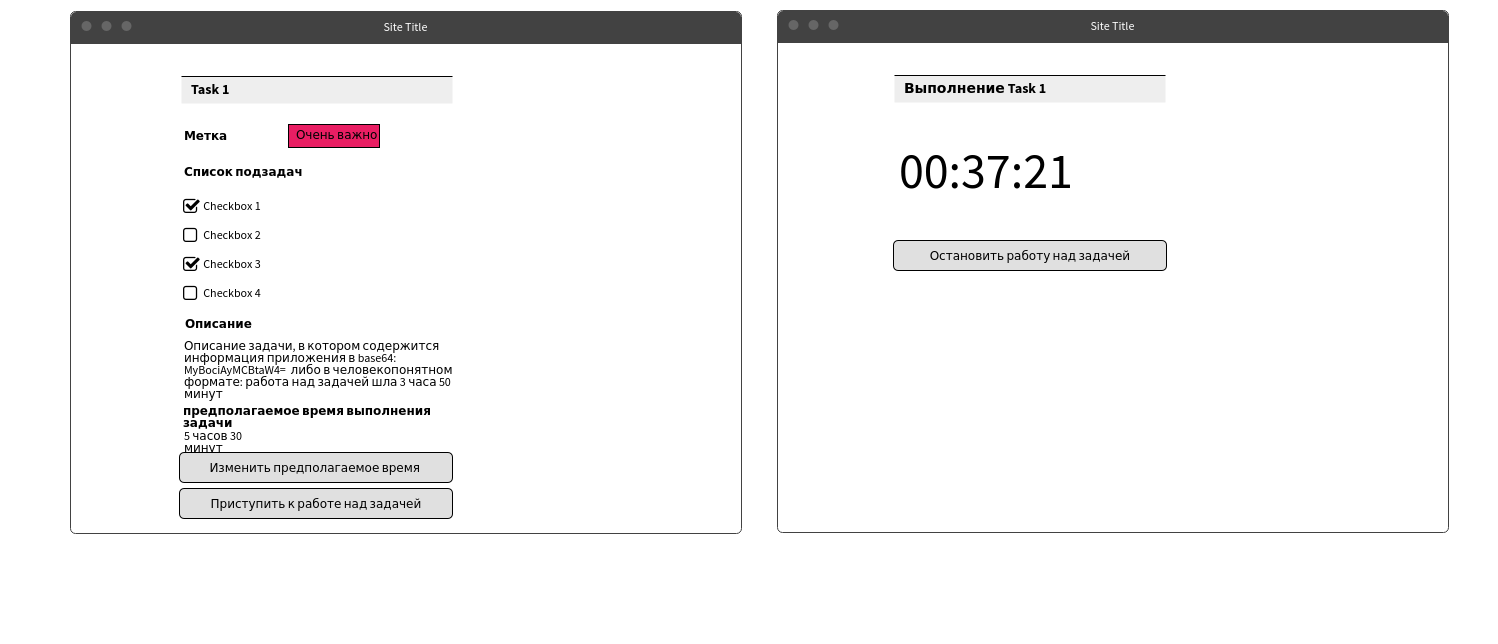 Site Title
Task 1
Метка
Очень важно
Список подзадач
Checkbox 1
Checkbox 2
Checkbox 3
Checkbox 4
Описание
Описание задачи, в котором содержится
информация приложения в base64:
MyBociAyMCBtaW4= либо в человекопонятном
формате: работа над задачей шла 3 часа 50
минут
предполагаемое время выполнения
задачи
5 часов 30
минут
Изменить предполагаемое время
Приступить к работе над задачей
Site Title
Выполнение Task 1
00:37:21
Остановить работу над задачей